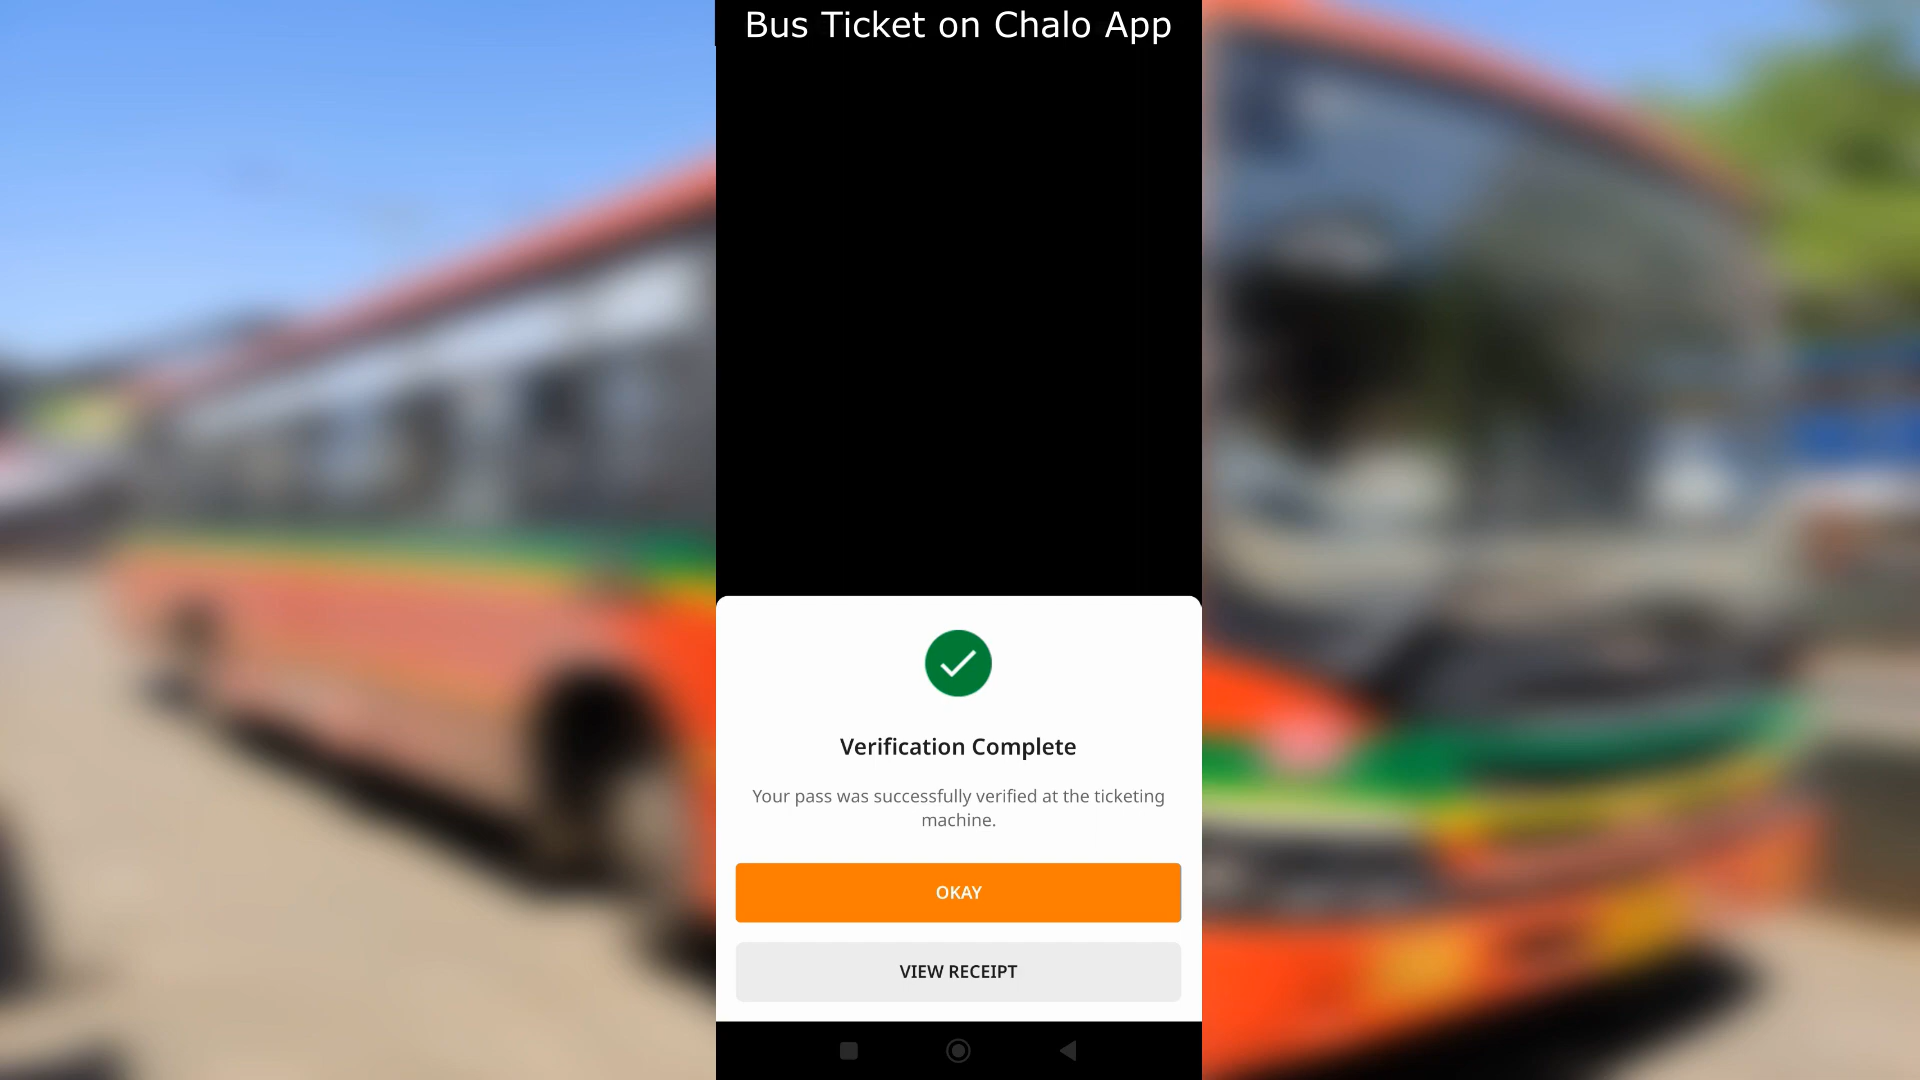 Bus Ticket on Chalo App
Verification Complete
Your pass was successfully verified at the ticketing
machine.
OKAY
VIEW RECEIPT